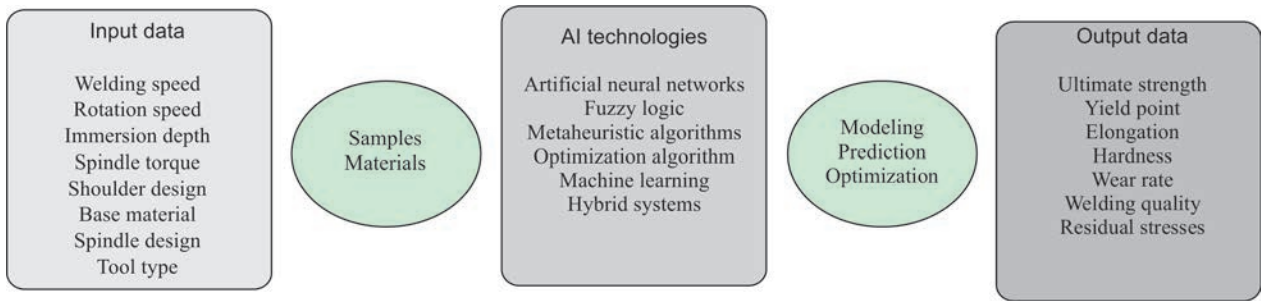 Input data
Welding speed
Rotation speed
Immersion depth
Spindle torque
Shoulder design
Base material
Spindle design
Tool type
Samples
Materials
AI technologies
Artificial neural networks
Fuzzy logic
Metaheuristic algorithms
Optimization algorithm
Machine learning
Hybrid systems
Modeling
Prediction
Optimization
Output data
Ultimate strength
Yield point
Elongation
Hardness
Wear rate
Welding quality
Residual stresses